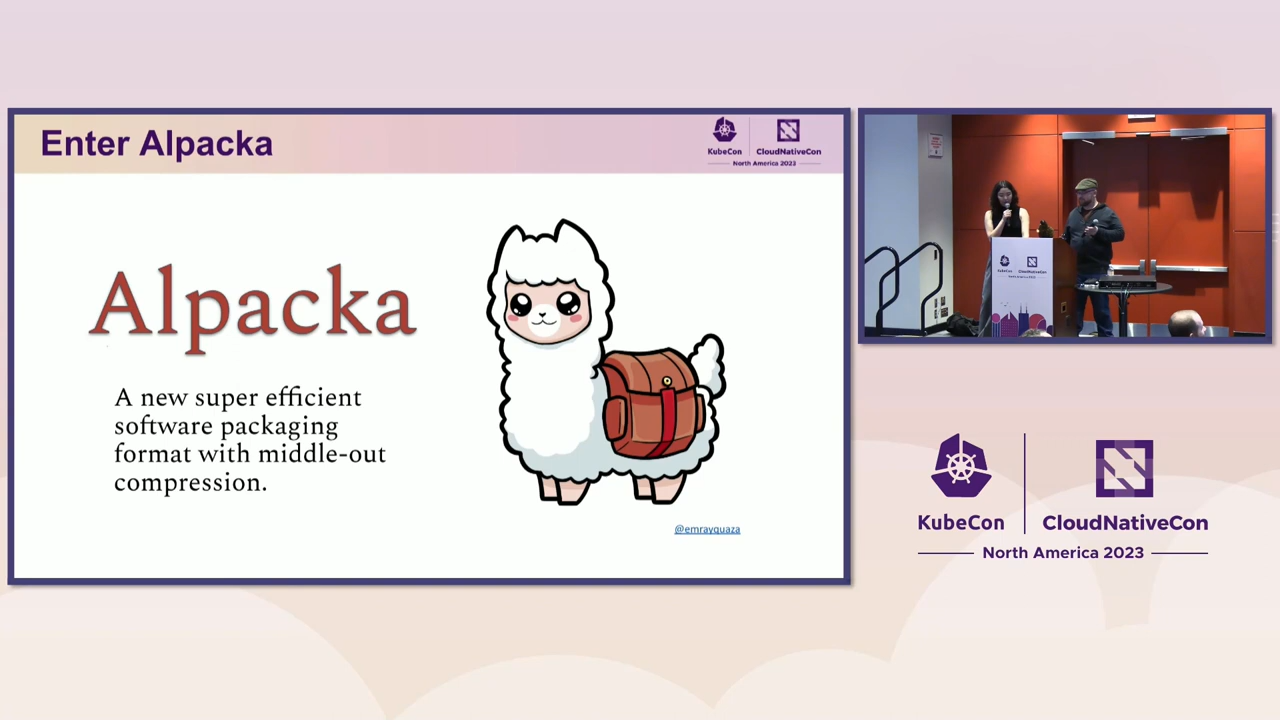 Enter Alpacka
KubeCon
CloudNativeCon
North America 2023
Alpacka
A new super efficient
software packaging
format with middle-out
compression.
@emrayquaza
KubeCon
CloudNativeCon
North America 2023